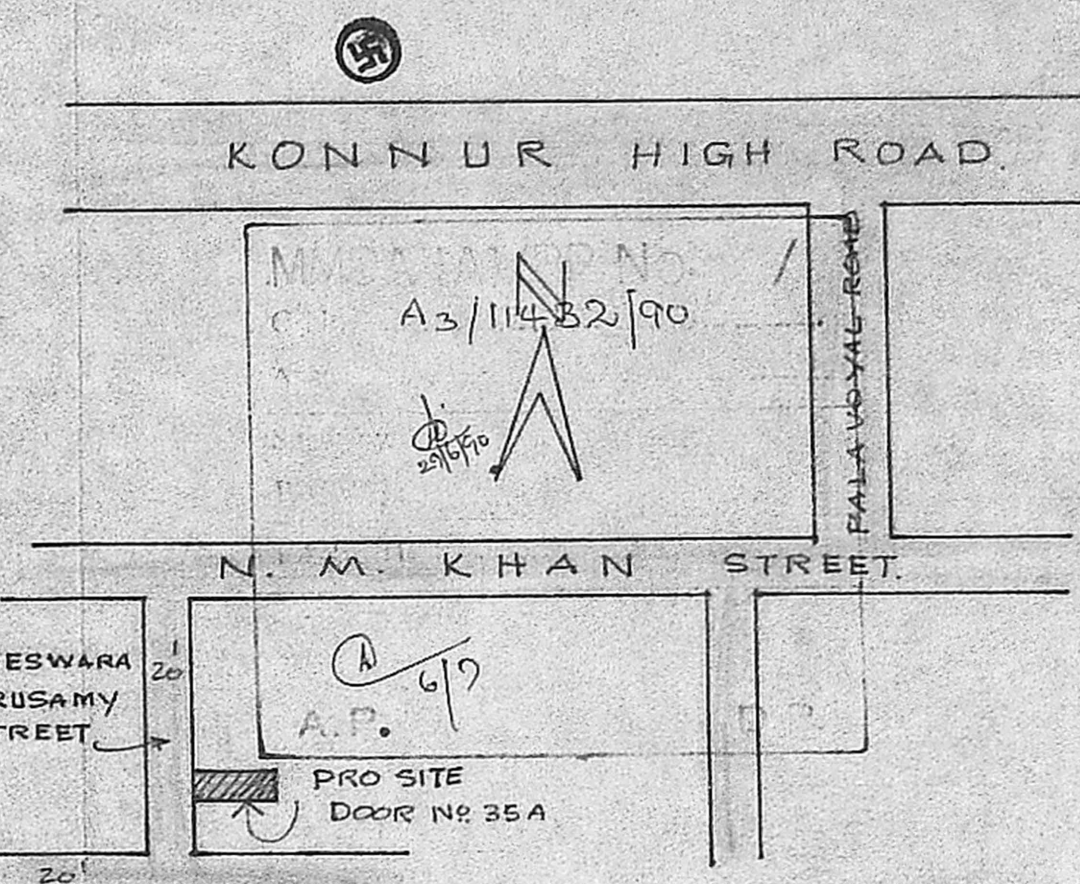 KONNUR HIGH ROAD.
N
A3/11432/90
29/6/90
PALAVOYAL ROAD
N. M. KHAN STREET.
ESWARA
RUSAMY
TREET
20'
6/7
A.P.
PRO SITE
DOOR No 35A
20'